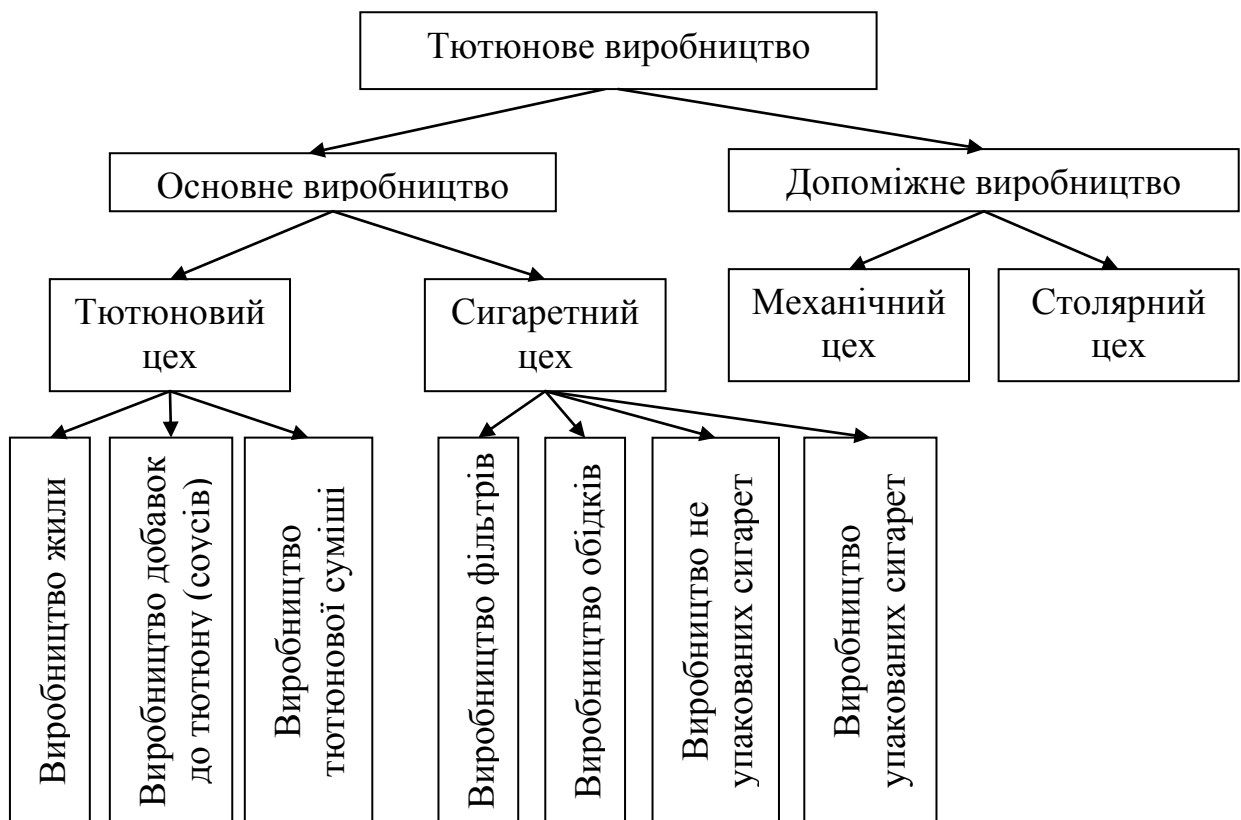 Тютюнове виробництво
Основне виробництво
Допоміжне виробництво
Тютюновий
цех
Сигаретний
цех
Механічний
цех
Столярний
цех
Виробництво жили
Виробництво добавок
до тютюну (соусів)
Виробництво
тютюнової суміші
Виробництво фільтрів
Виробництво обідків
Виробництво не
упакованих сигарет
Виробництво
упакованих сигарет